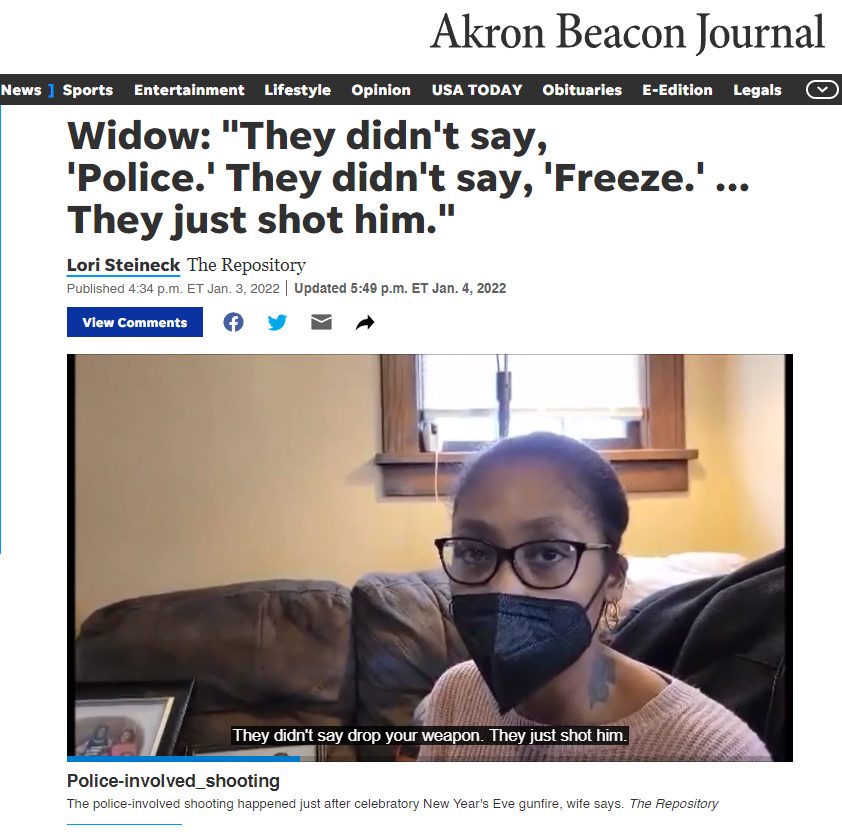 Akron Beacon Journal
News Sports Entertainment Lifestyle Opinion USA TODAY Obituaries E-Edition Legals
Widow: "They didn't say,
'Police.' They didn't say, 'Freeze.' ...
They just shot him."
Lori Steineck The Repository
Published 4:34 p.m. ET Jan. 3, 2022 | Updated 5:49 p.m. ET Jan. 4, 2022
View Comments
They didn't say drop your weapon. They just shot him.
Police-involved_shooting
The police-involved shooting happened just after celebratory New Year's Eve gunfire, wife says. The Repository